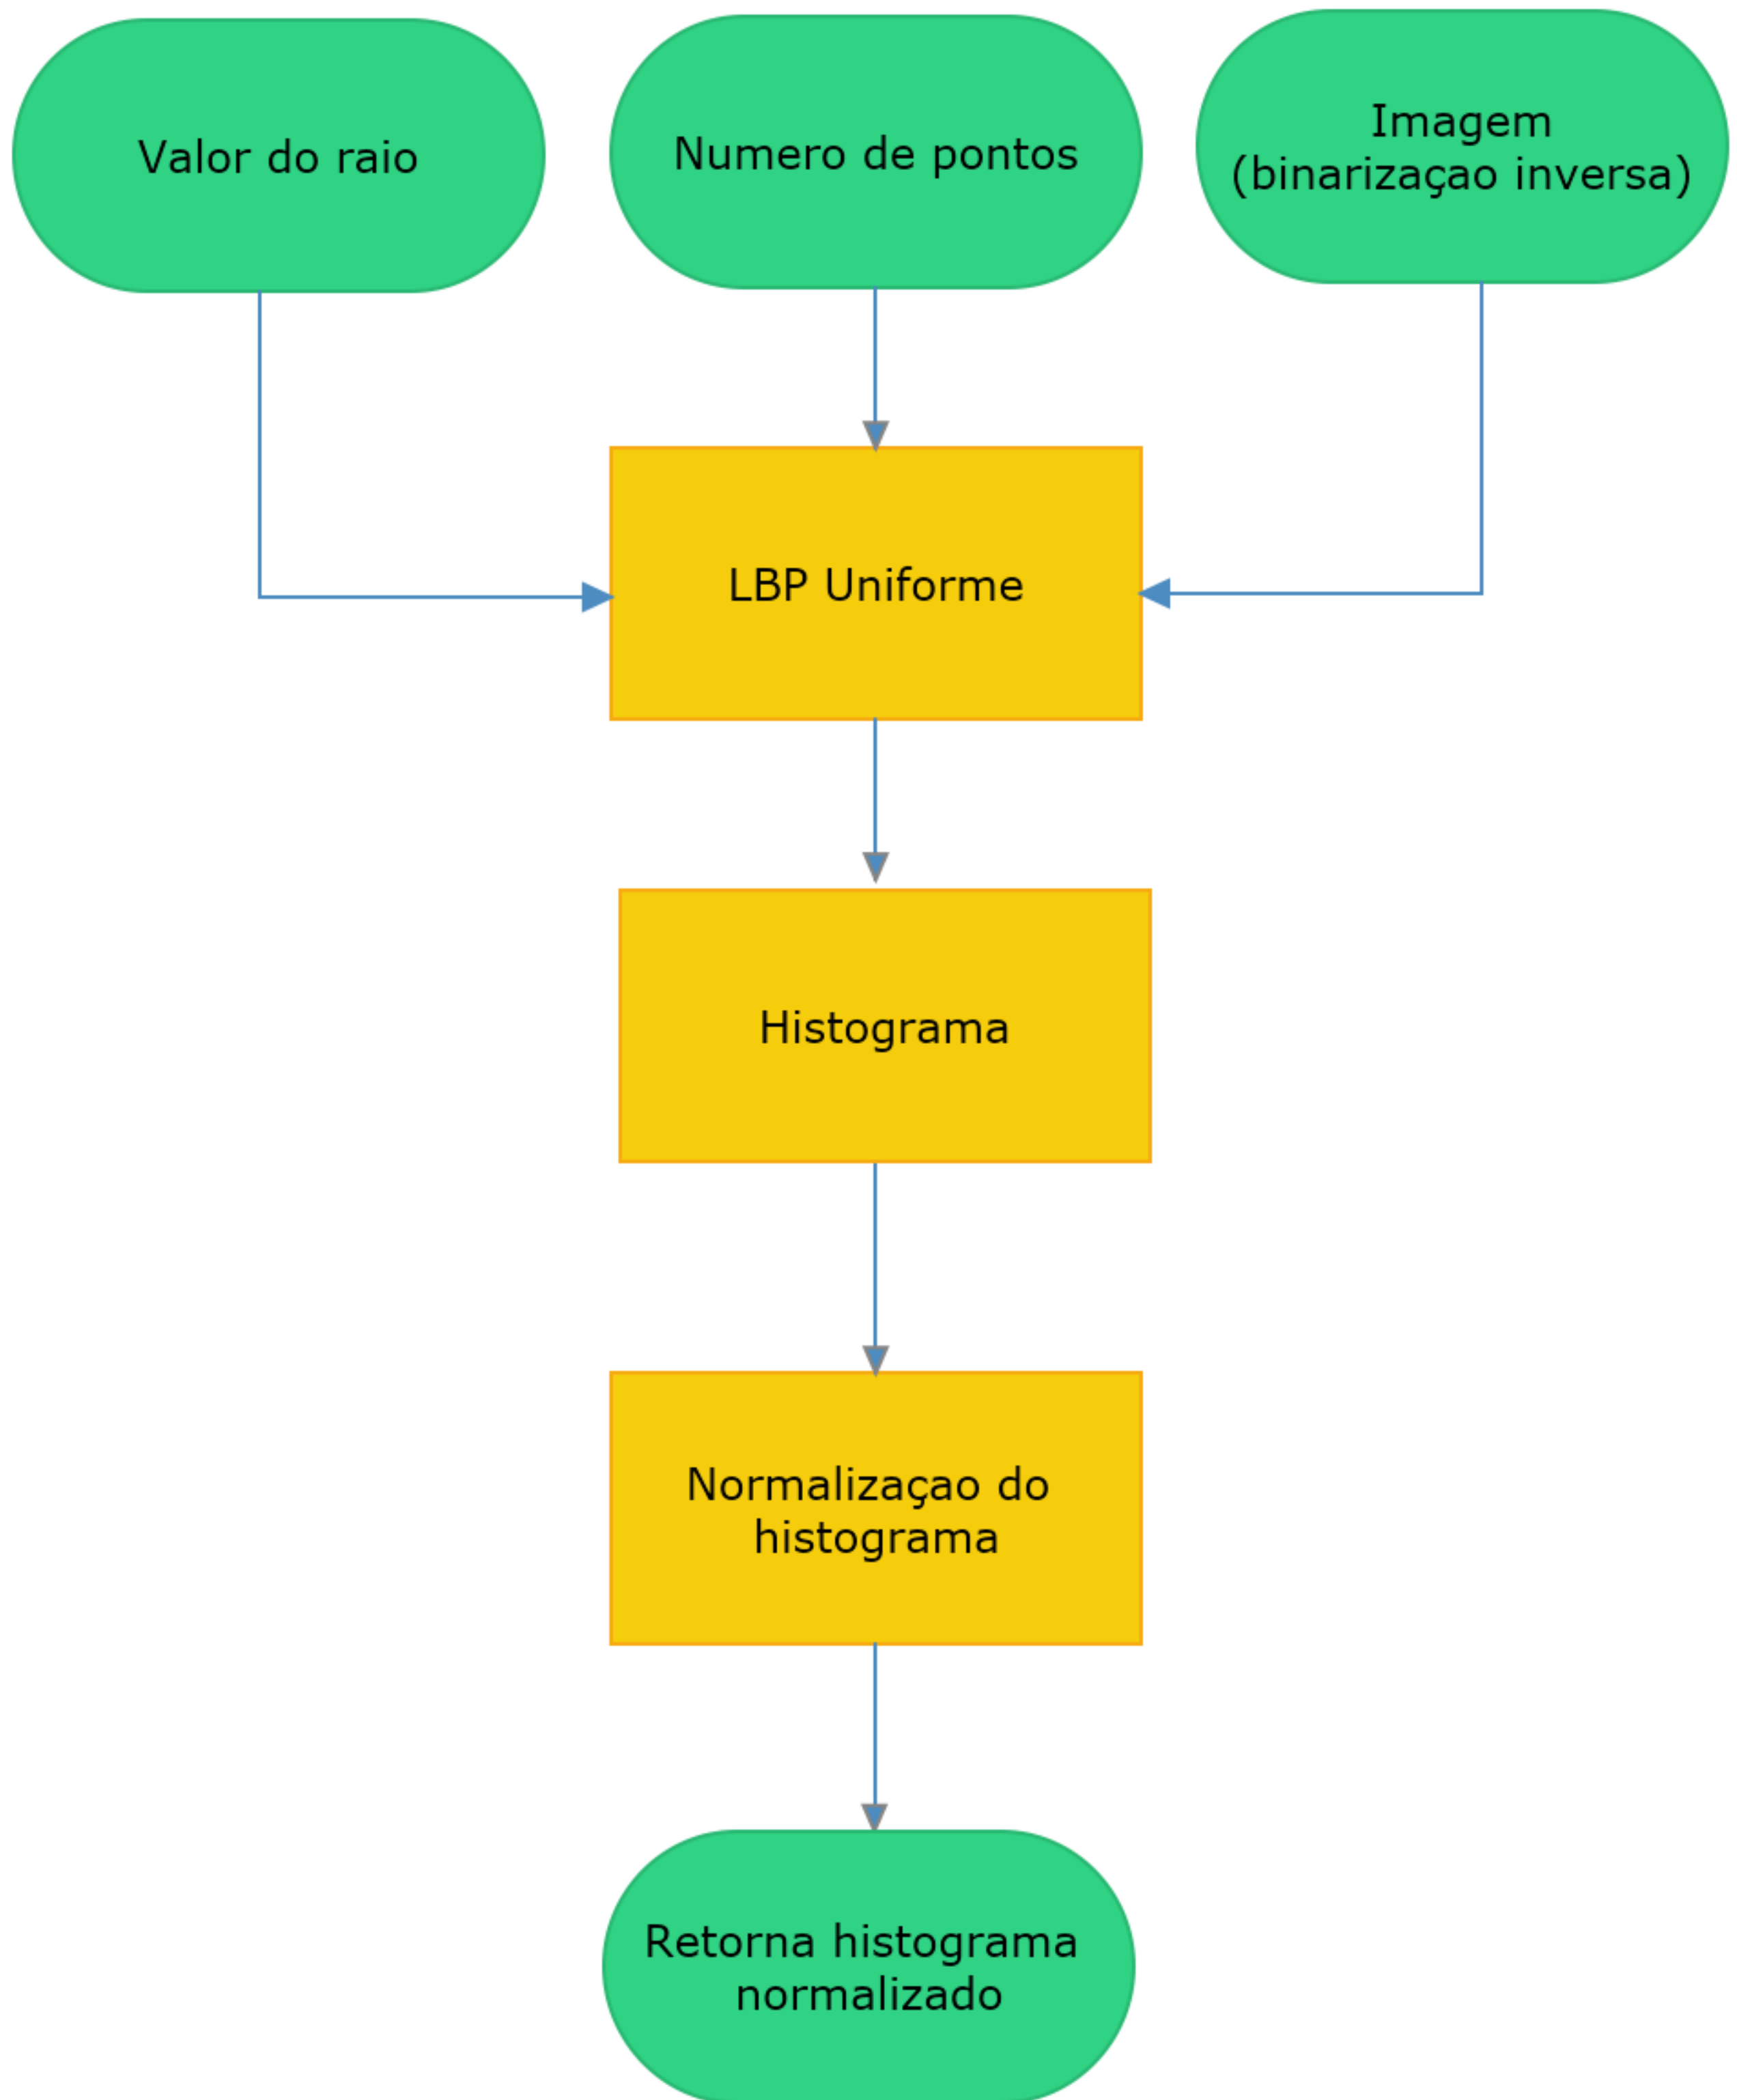 Valor do raio
Numero de pontos
Imagem
(binarizaçao inversa)
LBP Uniforme
Histograma
Normalizaçao do
histograma
Retorna histograma
normalizado